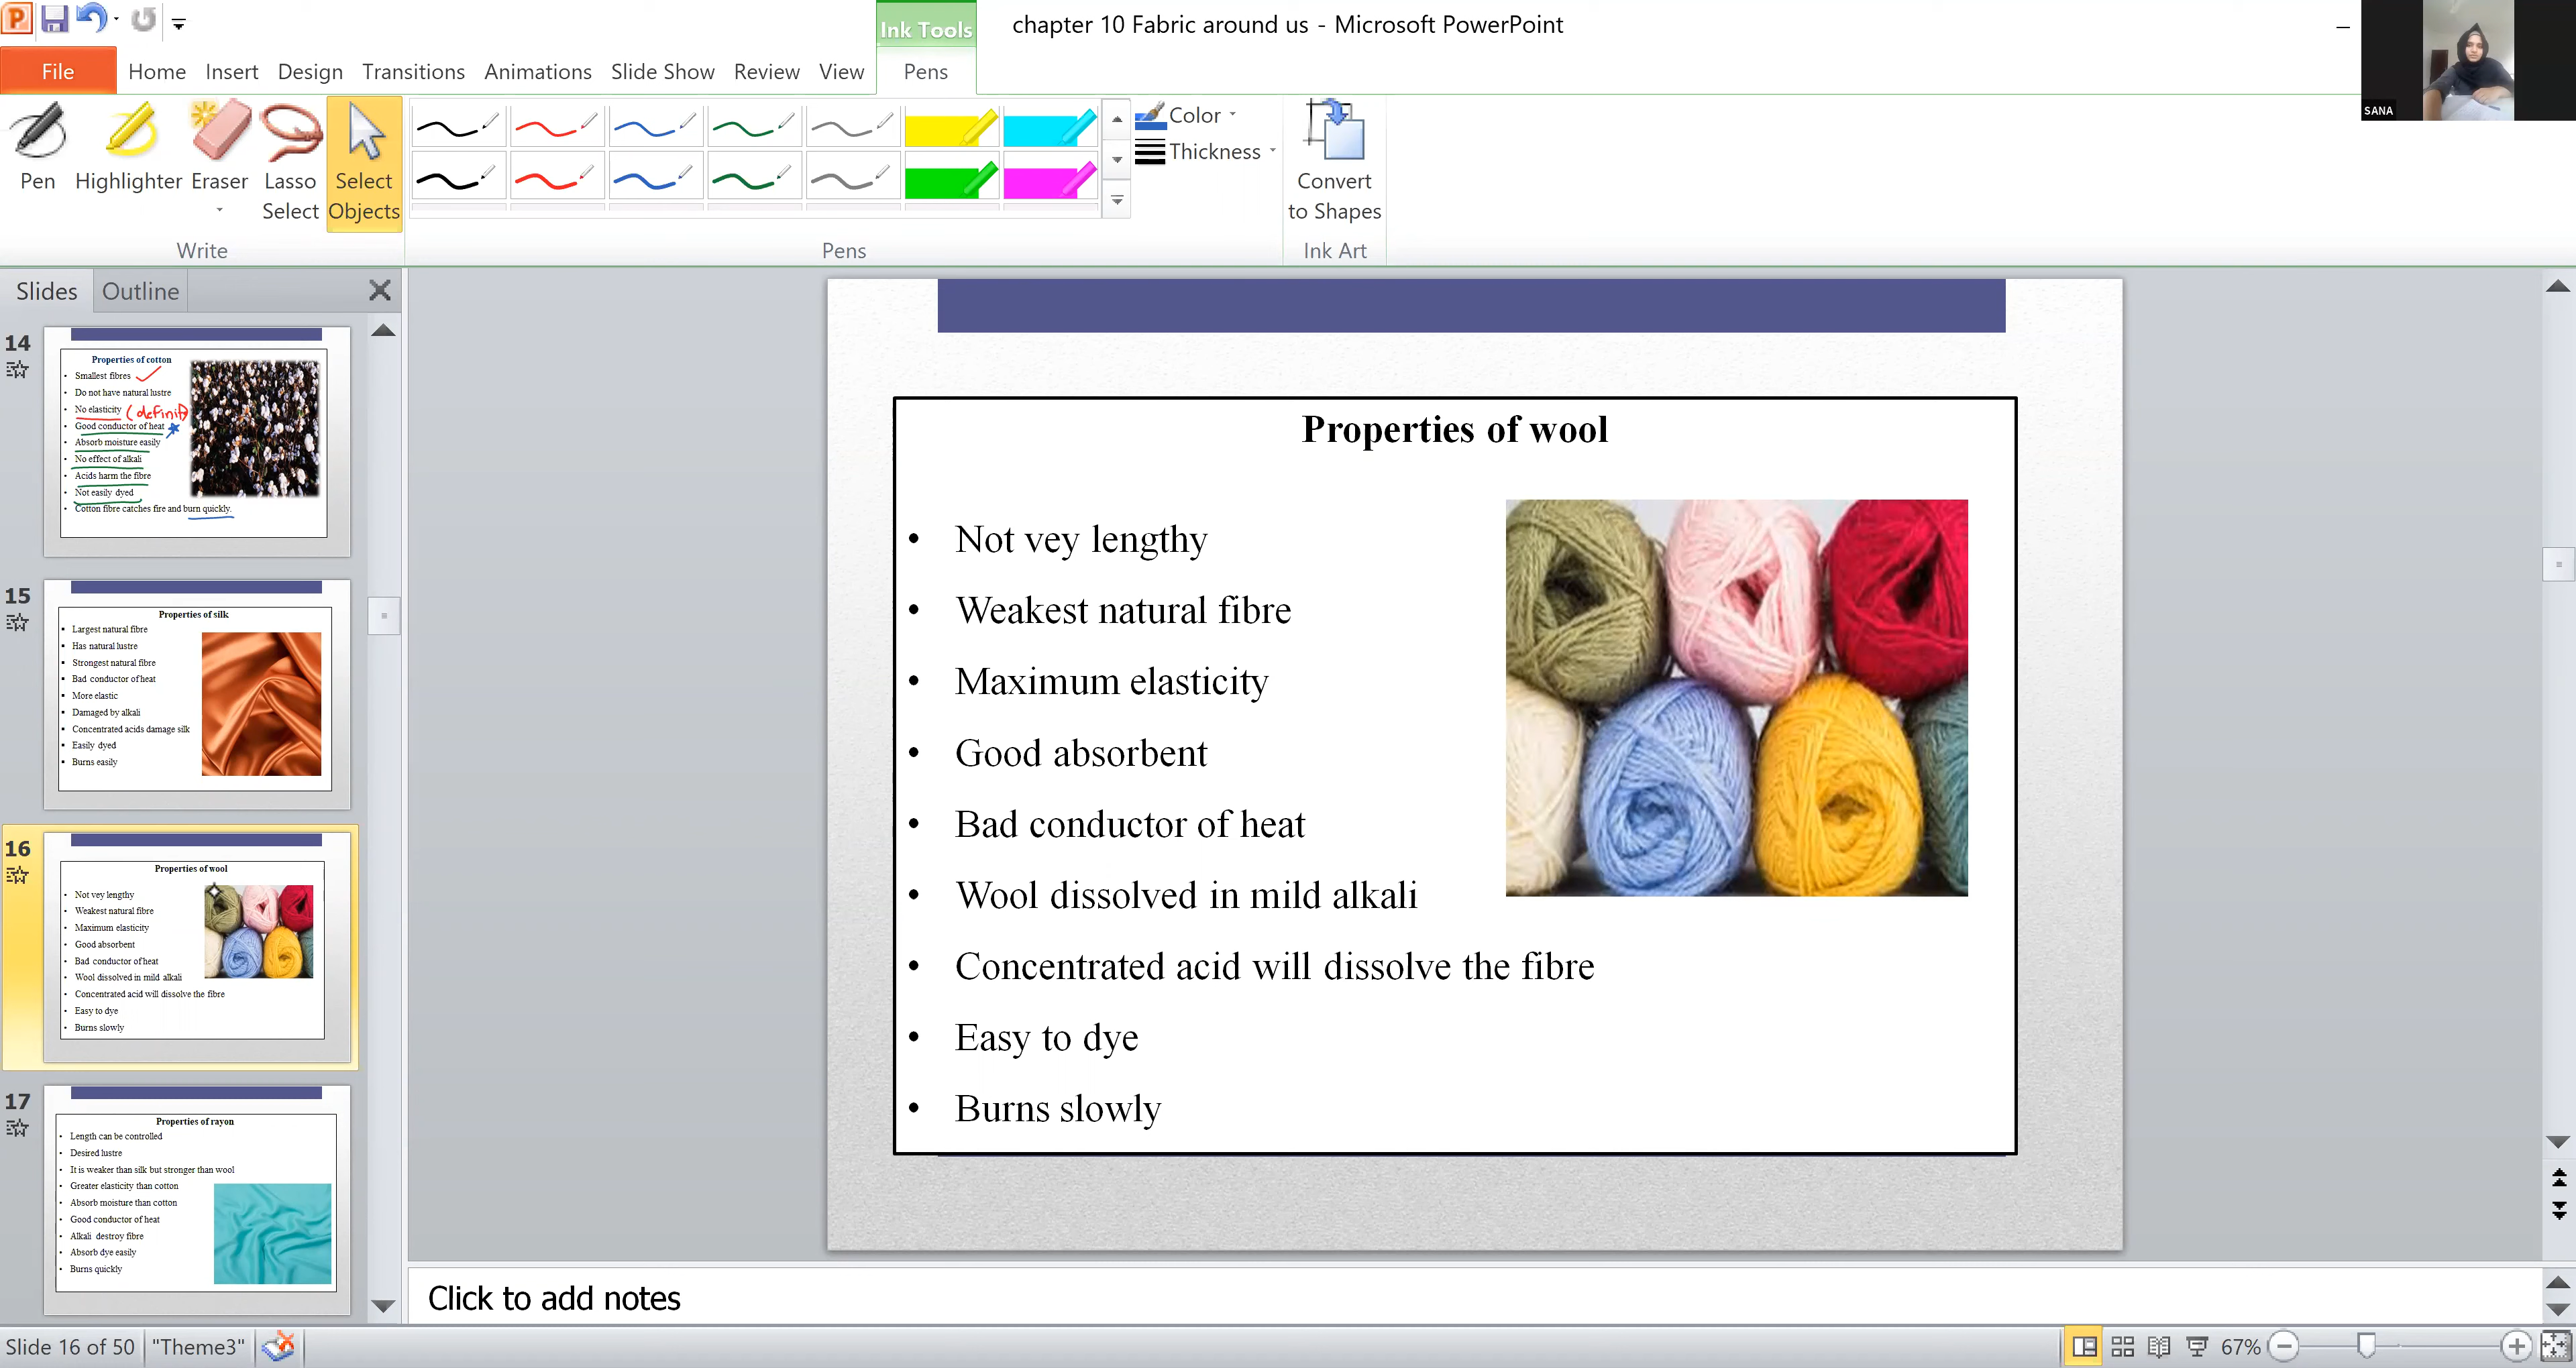 chapter 10 Fabric around us - Microsoft PowerPoint
Ink Tools
File Home Insert Design Transitions Animations Slide Show Review View Pens
SANA
Pen Highlighter Eraser Lasso Select Select Objects
Color
Thickness
Convert to Shapes
Write Pens Ink Art
Slides Outline
14
Properties of cotton
• Smallest fibres
• Do not have natural lustre
• No elasticity (definit)
• Good conductor of heat
• Absorb moisture easily
• No effect of alkali
• Acids harm the fibre
• Not easily dyed
• Cotton fibre catches fire and burn quickly.
15
Properties of silk
▪ Largest natural fibre
▪ Has natural lustre
▪ Strongest natural fibre
▪ Bad conductor of heat
▪ More elastic
▪ Damaged by alkali
▪ Concentrated acids damage silk
▪ Easily dyed
▪ Burns easily
16
Properties of wool
• Not vey lengthy
• Weakest natural fibre
• Maximum elasticity
• Good absorbent
• Bad conductor of heat
• Wool dissolved in mild alkali
• Concentrated acid will dissolve the fibre
• Easy to dye
• Burns slowly
17
Properties of rayon
• Length can be controlled
• Desired lustre
• It is weaker than silk but stronger than wool
• Greater elasticity than cotton
• Absorb moisture than cotton
• Good conductor of heat
• Alkali destroy fibre
• Absorb dye easily
• Burns quickly
Properties of wool
• Not vey lengthy
• Weakest natural fibre
• Maximum elasticity
• Good absorbent
• Bad conductor of heat
• Wool dissolved in mild alkali
• Concentrated acid will dissolve the fibre
• Easy to dye
• Burns slowly
Click to add notes
Slide 16 of 50 "Theme3" 67%